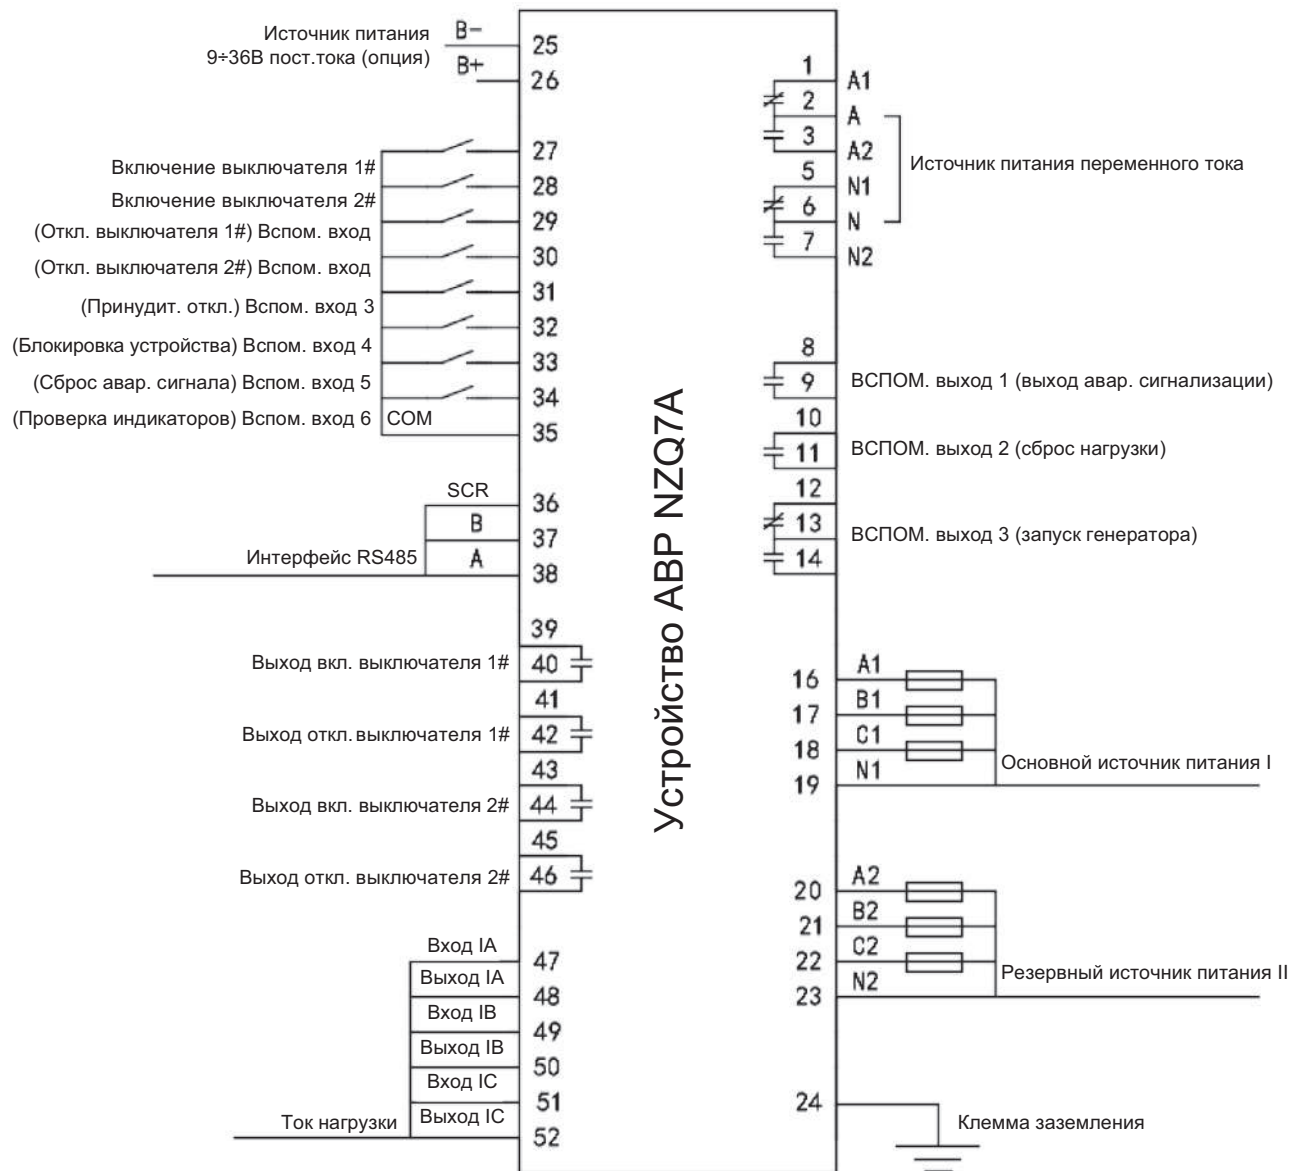 Источник питания
9÷36В пост.тока (опция)
B-
25
B+
26
Включение выключателя 1#
27
Включение выключателя 2#
28
(Откл. выключателя 1#) Вспом. вход
29
(Откл. выключателя 2#) Вспом. вход
30
(Принудит. откл.) Вспом. вход 3
31
(Блокировка устройства) Вспом. вход 4
32
(Сброс авар. сигнала) Вспом. вход 5
33
(Проверка индикаторов) Вспом. вход 6
34
COM
35
SCR
36
B
37
Интерфейс RS485
A
38
39
Выход вкл. выключателя 1#
40
41
Выход откл. выключателя 1#
42
43
Выход вкл. выключателя 2#
44
45
Выход откл. выключателя 2#
46
Вход IA
47
Выход IA
48
Вход IB
49
Выход IB
50
Вход IC
51
Ток нагрузки
Выход IC
52
Устройство АВР NZQ7A
1
A1
2
A
3
A2
Источник питания переменного тока
5
N1
6
N
7
N2
8
9
ВСПОМ. выход 1 (выход авар. сигнализации)
10
11
ВСПОМ. выход 2 (сброс нагрузки)
12
13
ВСПОМ. выход 3 (запуск генератора)
14
16
A1
17
B1
18
C1
19
N1
Основной источник питания I
20
A2
21
B2
22
C2
23
N2
Резервный источник питания II
24
Клемма заземления